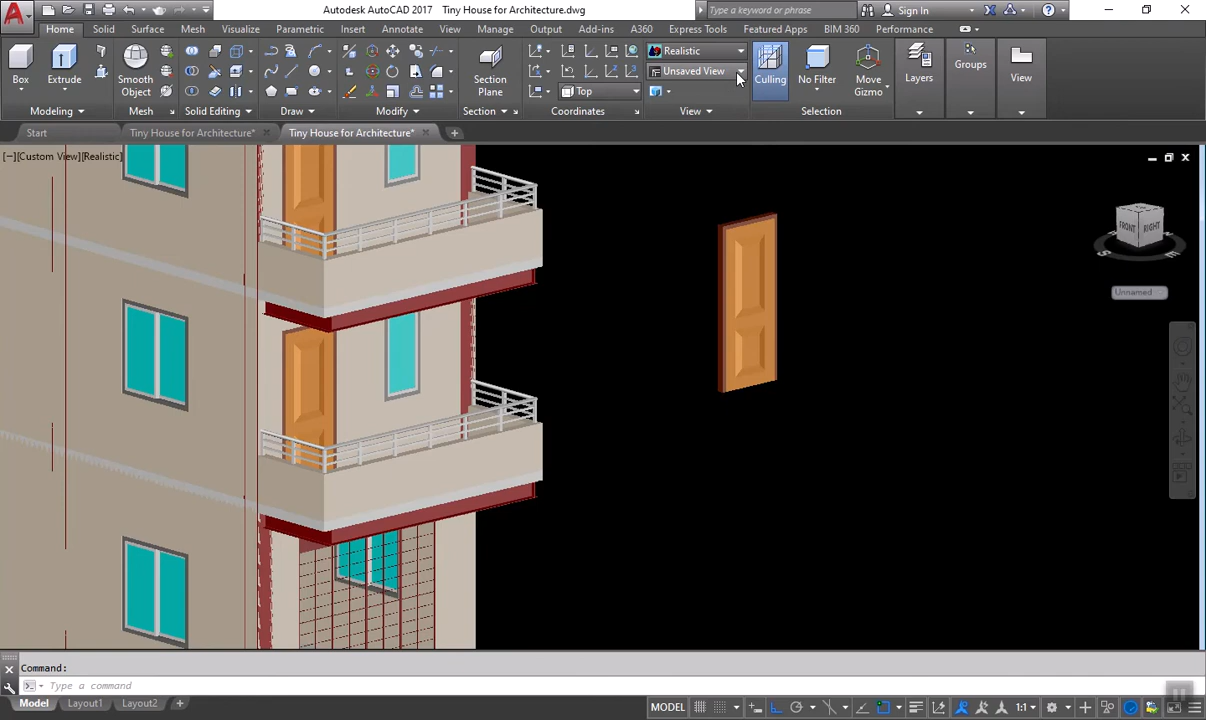 Autodesk AutoCAD 2017 Tiny House for Architecture.dwg
Type a keyword or phrase
Sign In
Home Solid Surface Mesh Visualize Parametric Insert Annotate View Manage Output Add-ins A360 Express Tools Featured Apps BIM 360 Performance
Realistic
Unsaved View
Box
Extrude
Smooth
Object
Section
Plane
Top
Culling
No Filter
Move
Gizmo
Layers
Groups
View
Modeling
Mesh
Solid Editing
Draw
Modify
Section
Coordinates
View
Selection
Start
Tiny House for Architecture*
Tiny House for Architecture*
[−][Custom View][Realistic]
FRONT
RIGHT
S
E
Unnamed
Command:
Type a command
Model Layout1 Layout2
MODEL
1:1